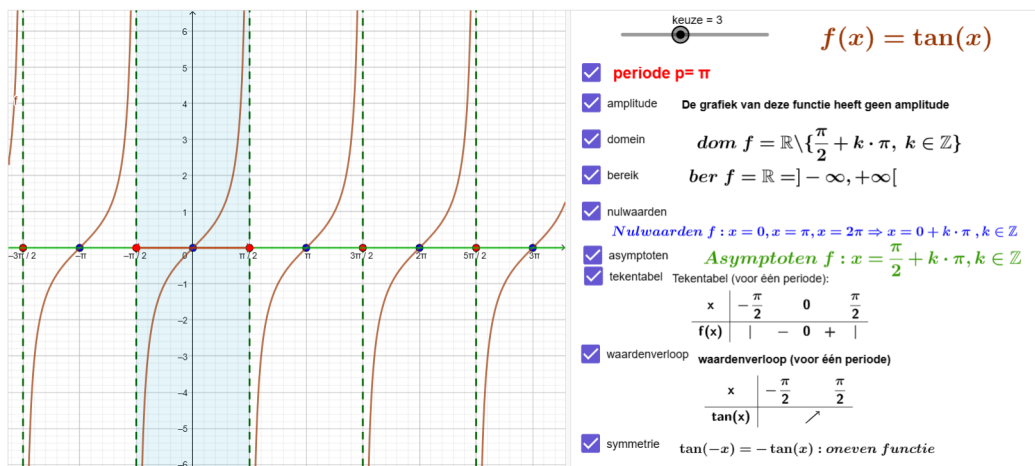 keuze = 3
f(x) = tan(x)
periode p= π
amplitude De grafiek van deze functie heeft geen amplitude
domein dom f = ℝ\{π/2 + k · π, k ∈ ℤ}
bereik ber f = ℝ =] − ∞, +∞[
nulwaarden
Nulwaarden f : x = 0, x = π, x = 2π ⇒ x = 0 + k · π , k ∈ ℤ
asymptoten Asymptoten f : x = π/2 + k · π, k ∈ ℤ
tekentabel Tekentabel (voor één periode):
x −π/2 0 π/2
f(x) | − 0 + |
waardenverloop waardenverloop (voor één periode)
x −π/2 π/2
tan(x) ↗
symmetrie tan(−x) = − tan(x) : oneven functie
f
6
5
4
3
2
1
−3π / 2 −π −π / 2 0 π / 2 π 3π / 2 2π 5π / 2 3π
−1
−2
−3
−4
−5
−6